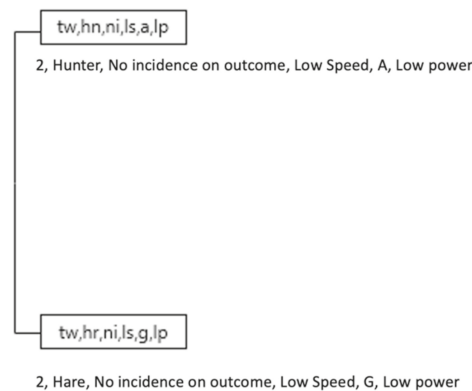 tw,hn,ni,ls,a,lp
2, Hunter, No incidence on outcome, Low Speed, A, Low power
tw,hr,ni,ls,g,lp
2, Hare, No incidence on outcome, Low Speed, G, Low power